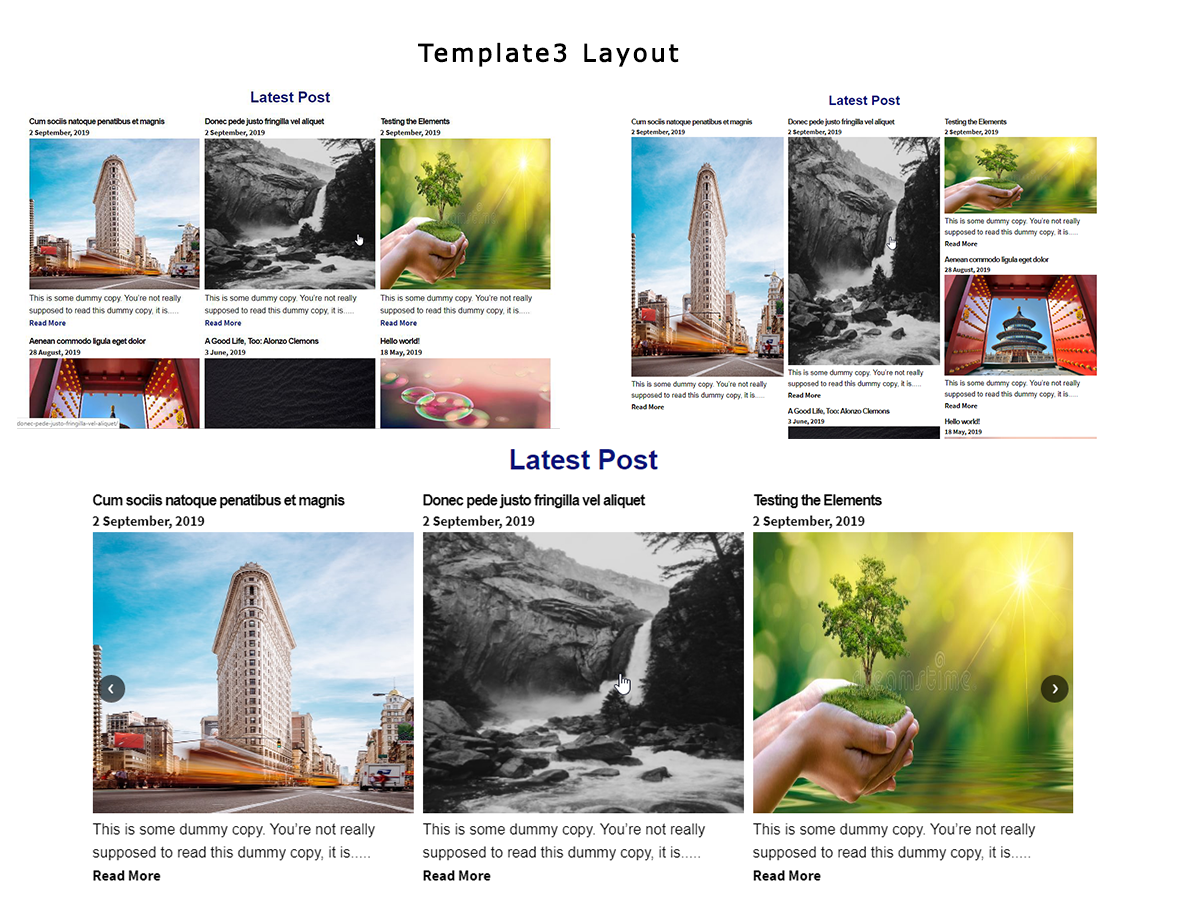 Template3 Layout
Latest Post
Cum sociis natoque penatibus et magnis
2 September, 2019
This is some dummy copy. You're not really
supposed to read this dummy copy, it is.....
Read More
Donec pede justo fringilla vel aliquet
2 September, 2019
This is some dummy copy. You're not really
supposed to read this dummy copy, it is.....
Read More
Testing the Elements
2 September, 2019
This is some dummy copy. You're not really
supposed to read this dummy copy, it is.....
Read More
Aenean commodo ligula eget dolor
28 August, 2019
A Good Life, Too: Alonzo Clemons
3 June, 2019
Hello world!
18 May, 2019
donec-pede-justo-fringilla-vel-aliquet/
Latest Post
Cum sociis natoque penatibus et magnis
2 September, 2019
This is some dummy copy. You're not really
supposed to read this dummy copy, it is.....
Read More
Donec pede justo fringilla vel aliquet
2 September, 2019
This is some dummy copy. You're not really
supposed to read this dummy copy, it is.....
Read More
A Good Life, Too: Alonzo Clemons
3 June, 2019
Testing the Elements
2 September, 2019
This is some dummy copy. You're not really
supposed to read this dummy copy, it is.....
Read More
Aenean commodo ligula eget dolor
28 August, 2019
This is some dummy copy. You're not really
supposed to read this dummy copy, it is.....
Read More
Hello world!
18 May, 2019
Latest Post
Cum sociis natoque penatibus et magnis
2 September, 2019
This is some dummy copy. You’re not really
supposed to read this dummy copy, it is.....
Read More
Donec pede justo fringilla vel aliquet
2 September, 2019
This is some dummy copy. You’re not really
supposed to read this dummy copy, it is.....
Read More
Testing the Elements
2 September, 2019
dreamstime
This is some dummy copy. You’re not really
supposed to read this dummy copy, it is.....
Read More